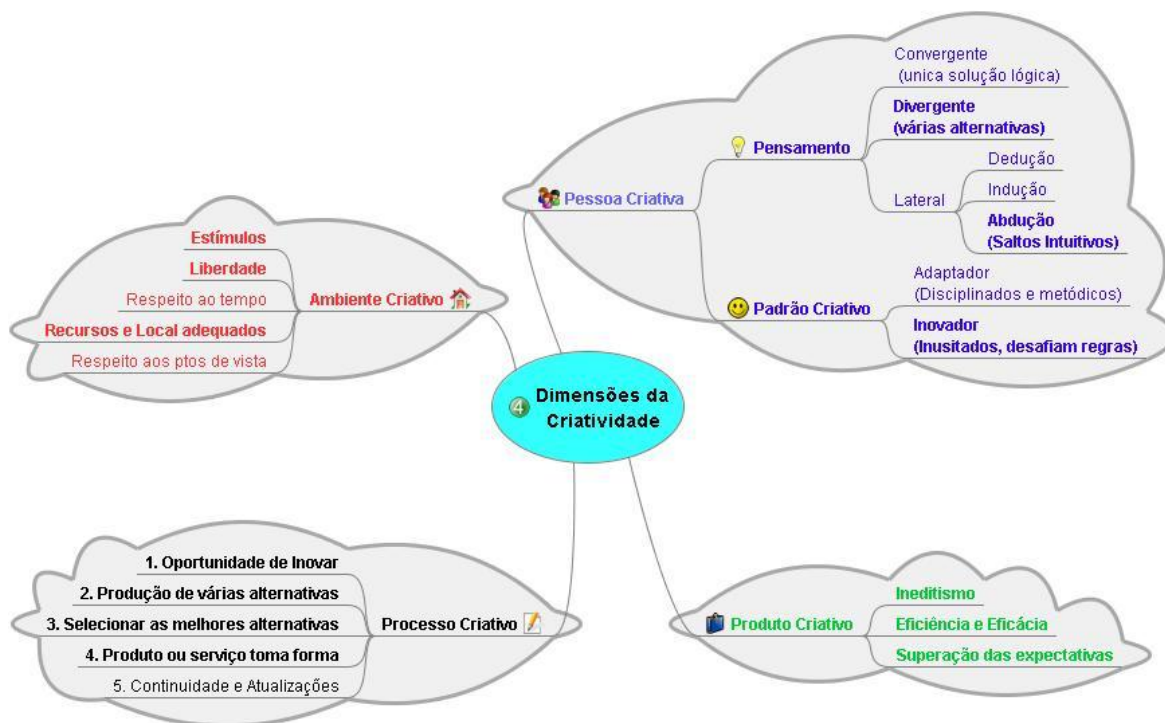 4
Dimensões da
Criatividade
Pessoa Criativa
Pensamento
Convergente
(unica solução lógica)
Divergente
(várias alternativas)
Lateral
Dedução
Indução
Abdução
(Saltos Intuitivos)
Padrão Criativo
Adaptador
(Disciplinados e metódicos)
Inovador
(Inusitados, desafiam regras)
Ambiente Criativo
Estímulos
Liberdade
Respeito ao tempo
Recursos e Local adequados
Respeito aos ptos de vista
Processo Criativo
1. Oportunidade de Inovar
2. Produção de várias alternativas
3. Selecionar as melhores alternativas
4. Produto ou serviço toma forma
5. Continuidade e Atualizações
Produto Criativo
Ineditismo
Eficiência e Eficácia
Superação das expectativas